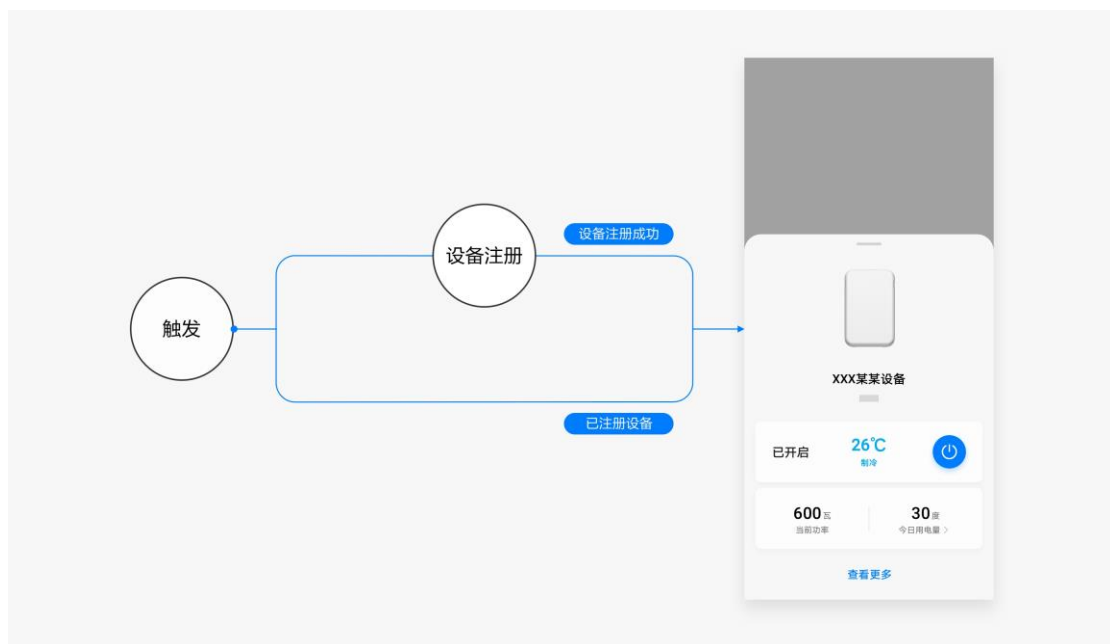 触发
设备注册
设备注册成功
已注册设备
XXX某某设备
已开启
26℃
制冷
600瓦
当前功率
30度
今日用电量 >
查看更多